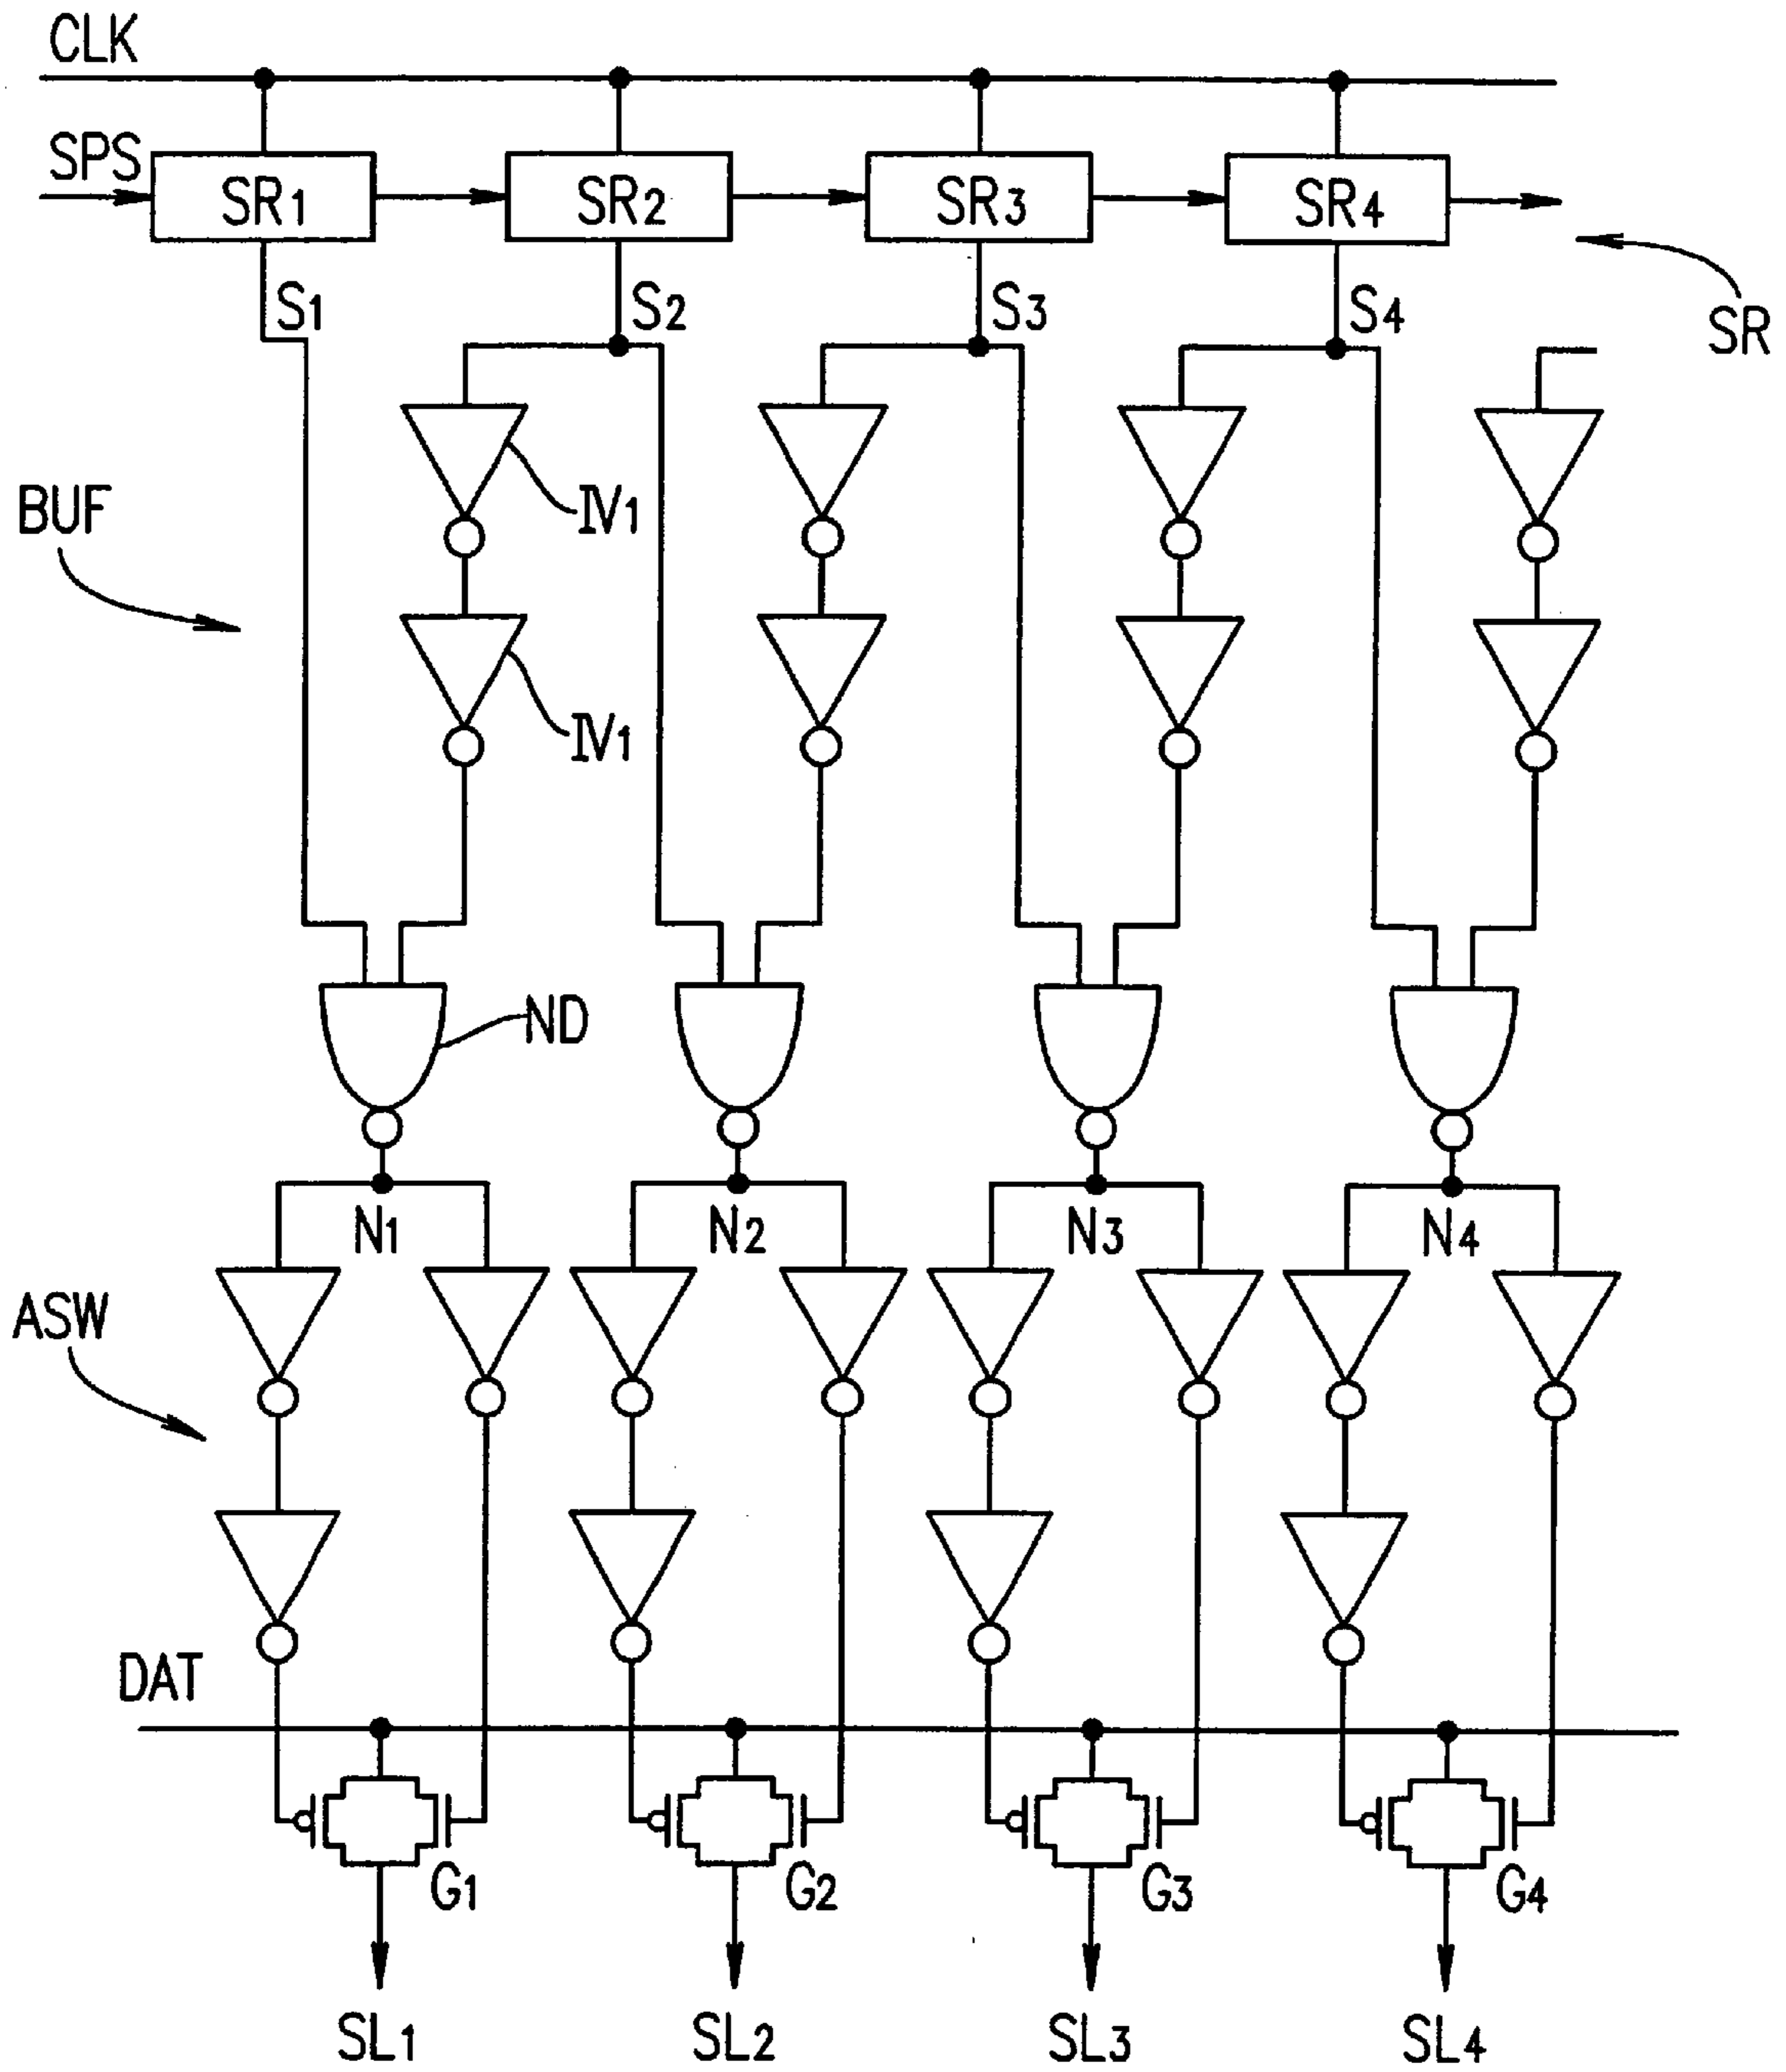 CLK
SPS
SR1 SR2 SR3 SR4
S1 S2 S3 S4
SR
IV1
BUF
IV1
ND
N1 N2 N3 N4
ASW
DAT
G1 G2 G3 G4
SL1 SL2 SL3 SL4